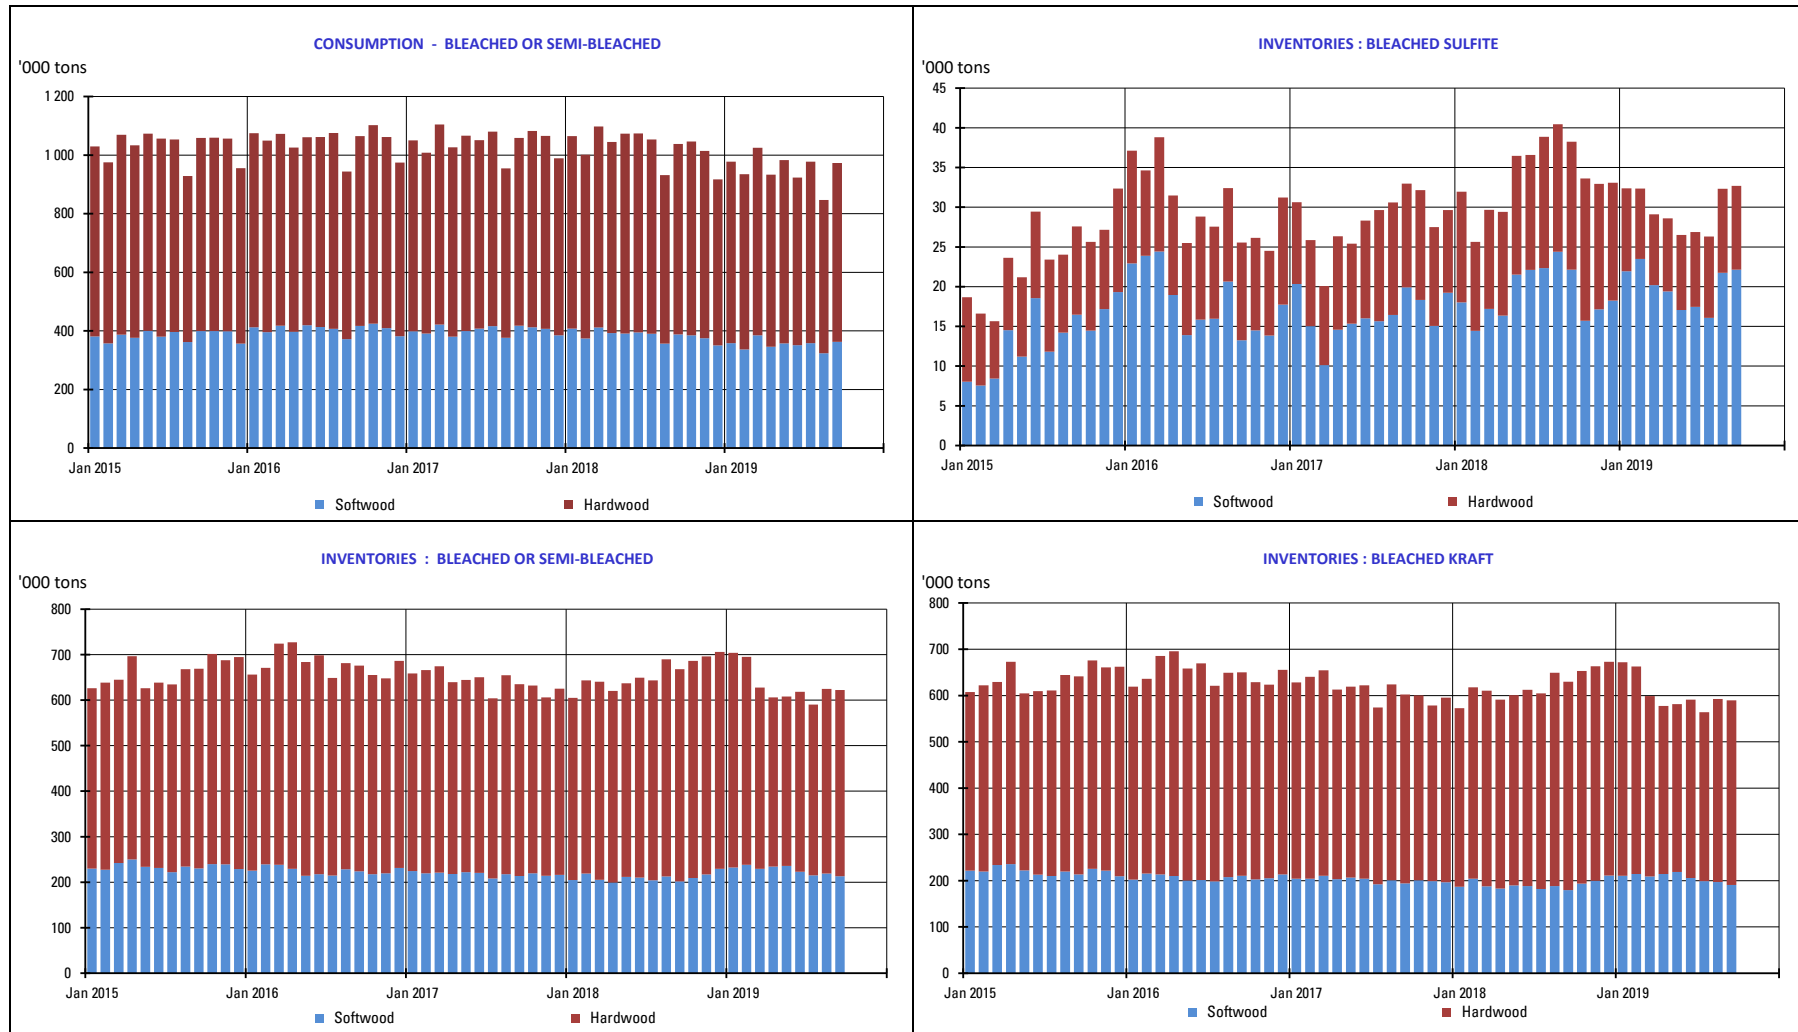 CONSUMPTION - BLEACHED OR SEMI-BLEACHED
'000 tons
1 200
1 000
800
600
400
200
0
Jan 2015 Jan 2016 Jan 2017 Jan 2018 Jan 2019
Softwood Hardwood
INVENTORIES : BLEACHED SULFITE
'000 tons
45
40
35
30
25
20
15
10
5
0
Jan 2015 Jan 2016 Jan 2017 Jan 2018 Jan 2019
Softwood Hardwood
INVENTORIES : BLEACHED OR SEMI-BLEACHED
'000 tons
800
700
600
500
400
300
200
100
0
Jan 2015 Jan 2016 Jan 2017 Jan 2018 Jan 2019
Softwood Hardwood
INVENTORIES : BLEACHED KRAFT
'000 tons
800
700
600
500
400
300
200
100
0
Jan 2015 Jan 2016 Jan 2017 Jan 2018 Jan 2019
Softwood Hardwood